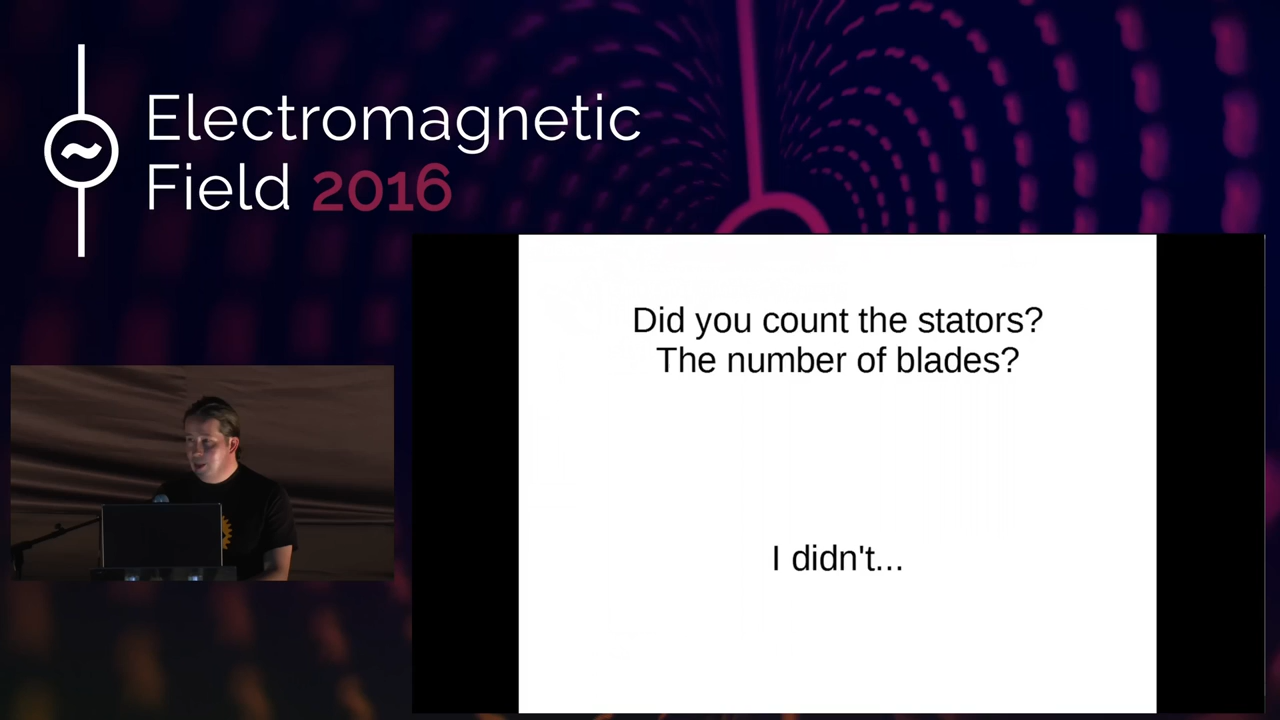 Electromagnetic
Field 2016
Did you count the stators?
The number of blades?
I didn't...